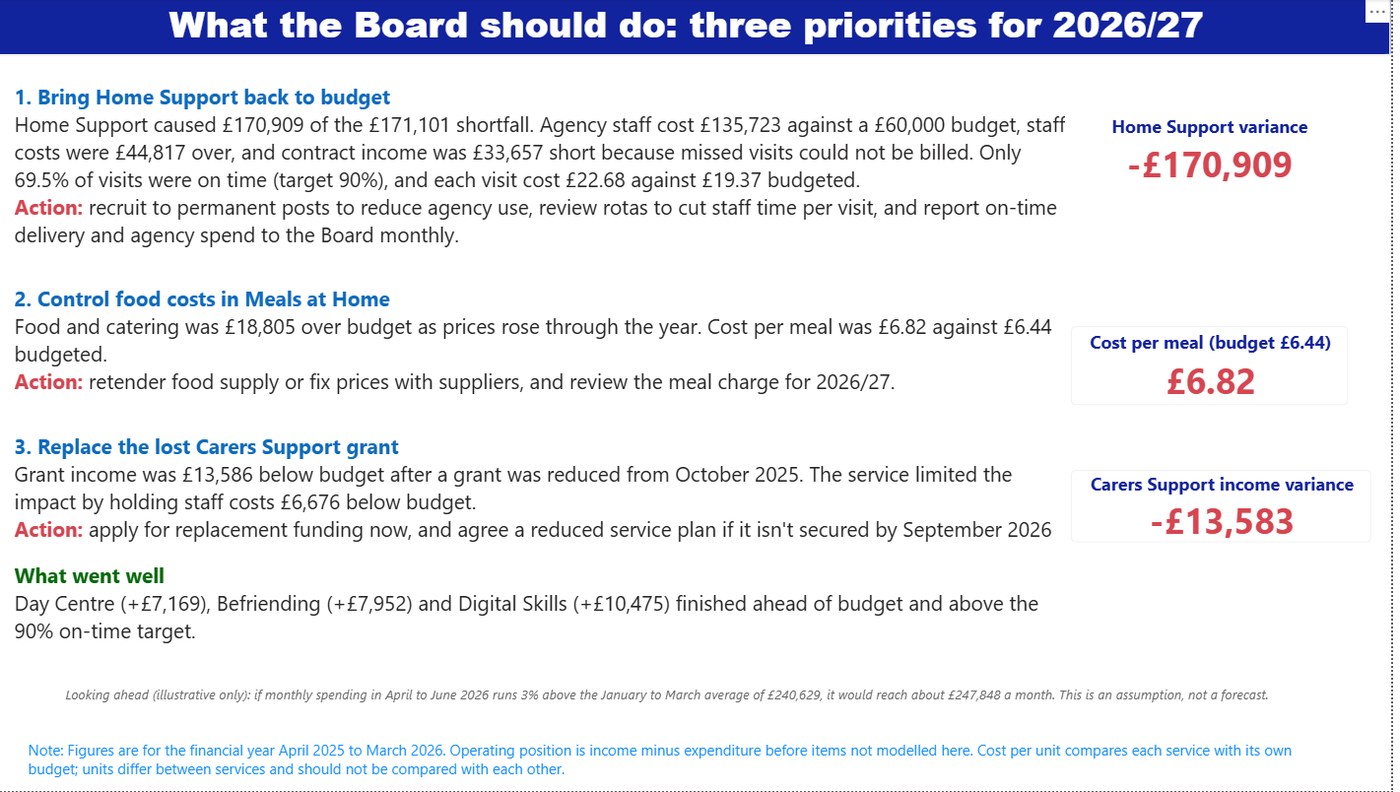 What the Board should do: three priorities for 2026/27
...
1. Bring Home Support back to budget
Home Support caused £170,909 of the £171,101 shortfall. Agency staff cost £135,723 against a £60,000 budget, staff
costs were £44,817 over, and contract income was £33,657 short because missed visits could not be billed. Only
69.5% of visits were on time (target 90%), and each visit cost £22.68 against £19.37 budgeted.
Action: recruit to permanent posts to reduce agency use, review rotas to cut staff time per visit, and report on-time
delivery and agency spend to the Board monthly.
Home Support variance
-£170,909
2. Control food costs in Meals at Home
Food and catering was £18,805 over budget as prices rose through the year. Cost per meal was £6.82 against £6.44
budgeted.
Action: retender food supply or fix prices with suppliers, and review the meal charge for 2026/27.
Cost per meal (budget £6.44)
£6.82
3. Replace the lost Carers Support grant
Grant income was £13,586 below budget after a grant was reduced from October 2025. The service limited the
impact by holding staff costs £6,676 below budget.
Action: apply for replacement funding now, and agree a reduced service plan if it isn't secured by September 2026
Carers Support income variance
-£13,583
What went well
Day Centre (+£7,169), Befriending (+£7,952) and Digital Skills (+£10,475) finished ahead of budget and above the
90% on-time target.
Looking ahead (illustrative only): if monthly spending in April to June 2026 runs 3% above the January to March average of £240,629, it would reach about £247,848 a month. This is an assumption, not a forecast.
Note: Figures are for the financial year April 2025 to March 2026. Operating position is income minus expenditure before items not modelled here. Cost per unit compares each service with its own
budget; units differ between services and should not be compared with each other.